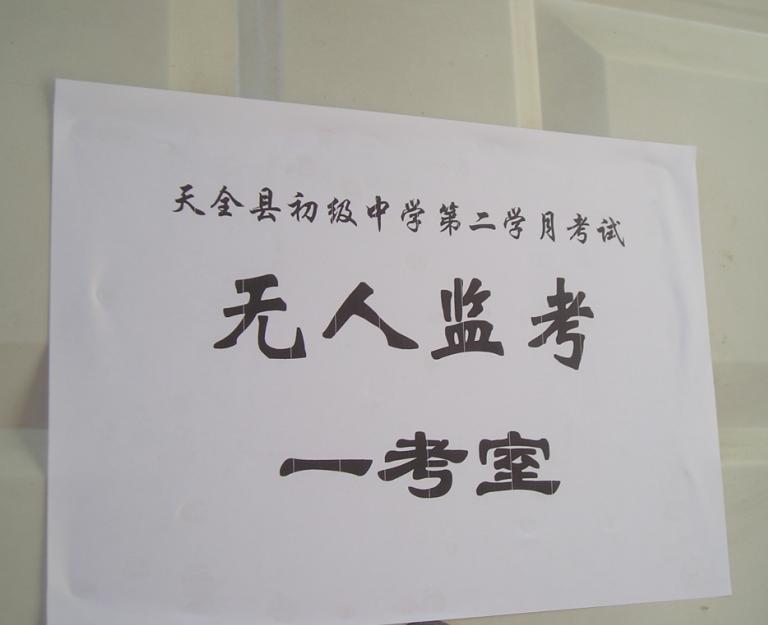 天全县初级中学第二学月考试
无人监考
一考室